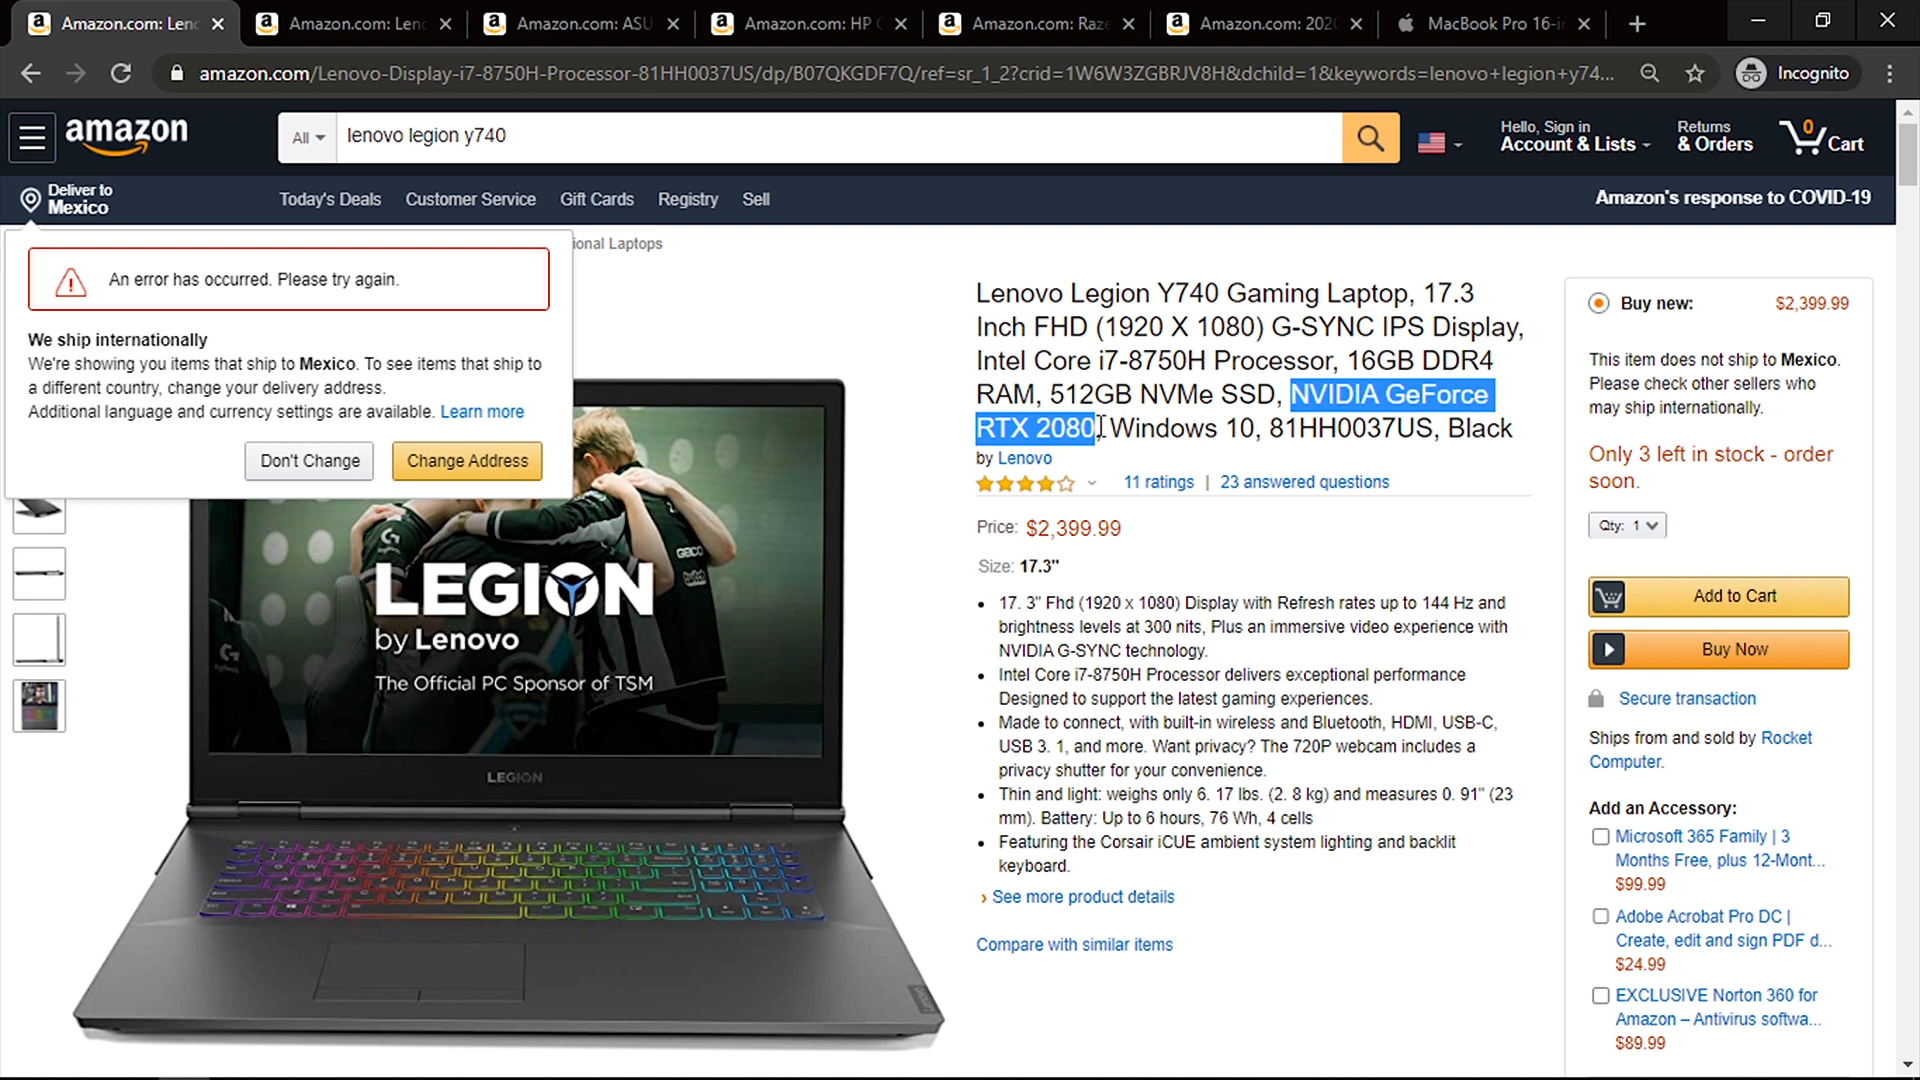 Amazon.com: Len
Amazon.com: Leno
Amazon.com: ASU
Amazon.com: HP
Amazon.com: Raze
Amazon.com: 2020
MacBook Pro 16-i
amazon.com/Lenovo-Display-i7-8750H-Processor-81HH0037US/dp/B07QKGDF7Q/ref=sr_1_2?crid=1W6W3ZGBRJV8H&dchild=1&keywords=lenovo+legion+y74...
Incognito
amazon
All
lenovo legion y740
Hello, Sign in
Account & Lists
Returns
& Orders
0
Cart
Deliver to
Mexico
Today's Deals
Customer Service
Gift Cards
Registry
Sell
Amazon's response to COVID-19
ional Laptops
An error has occurred. Please try again.
We ship internationally
We're showing you items that ship to Mexico. To see items that ship to
a different country, change your delivery address.
Additional language and currency settings are available. Learn more
Don't Change
Change Address
GEICO
twitch
LEGION
by Lenovo
The Official PC Sponsor of TSM
LEGION
Lenovo
Lenovo Legion Y740 Gaming Laptop, 17.3
Inch FHD (1920 X 1080) G-SYNC IPS Display,
Intel Core i7-8750H Processor, 16GB DDR4
RAM, 512GB NVMe SSD, NVIDIA GeForce
RTX 2080, Windows 10, 81HH0037US, Black
by Lenovo
11 ratings | 23 answered questions
Price: $2,399.99
Size: 17.3"
17. 3" Fhd (1920 x 1080) Display with Refresh rates up to 144 Hz and
brightness levels at 300 nits, Plus an immersive video experience with
NVIDIA G-SYNC technology.
Intel Core i7-8750H Processor delivers exceptional performance
Designed to support the latest gaming experiences.
Made to connect, with built-in wireless and Bluetooth, HDMI, USB-C,
USB 3. 1, and more. Want privacy? The 720P webcam includes a
privacy shutter for your convenience.
Thin and light: weighs only 6. 17 lbs. (2. 8 kg) and measures 0. 91" (23
mm). Battery: Up to 6 hours, 76 Wh, 4 cells
Featuring the Corsair iCUE ambient system lighting and backlit
keyboard.
› See more product details
Compare with similar items
Buy new: $2,399.99
This item does not ship to Mexico.
Please check other sellers who
may ship internationally.
Only 3 left in stock - order
soon.
Qty: 1
Add to Cart
Buy Now
Secure transaction
Ships from and sold by Rocket
Computer.
Add an Accessory:
Microsoft 365 Family | 3
Months Free, plus 12-Mont...
$99.99
Adobe Acrobat Pro DC |
Create, edit and sign PDF d...
$24.99
EXCLUSIVE Norton 360 for
Amazon – Antivirus softwa...
$89.99